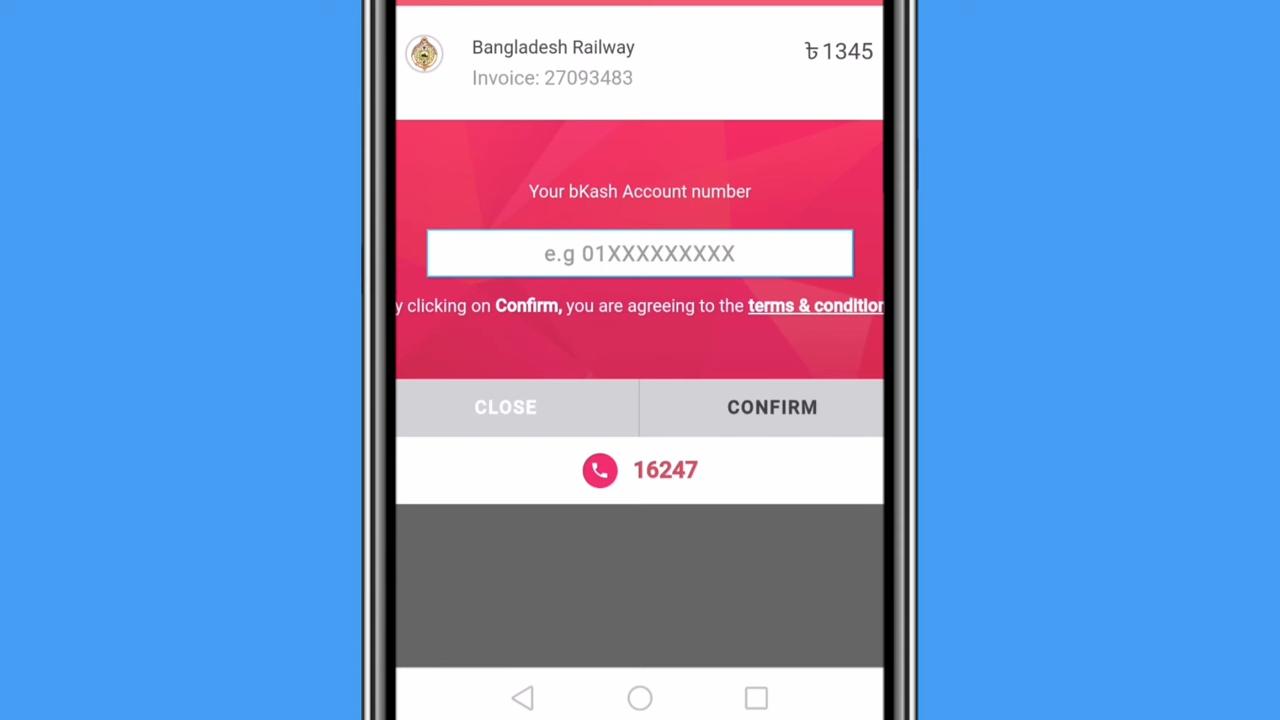 Bangladesh Railway
৳ 1345
Invoice: 27093483
Your bKash Account number
e.g 01XXXXXXXXX
y clicking on Confirm, you are agreeing to the terms & condition
CLOSE
CONFIRM
16247